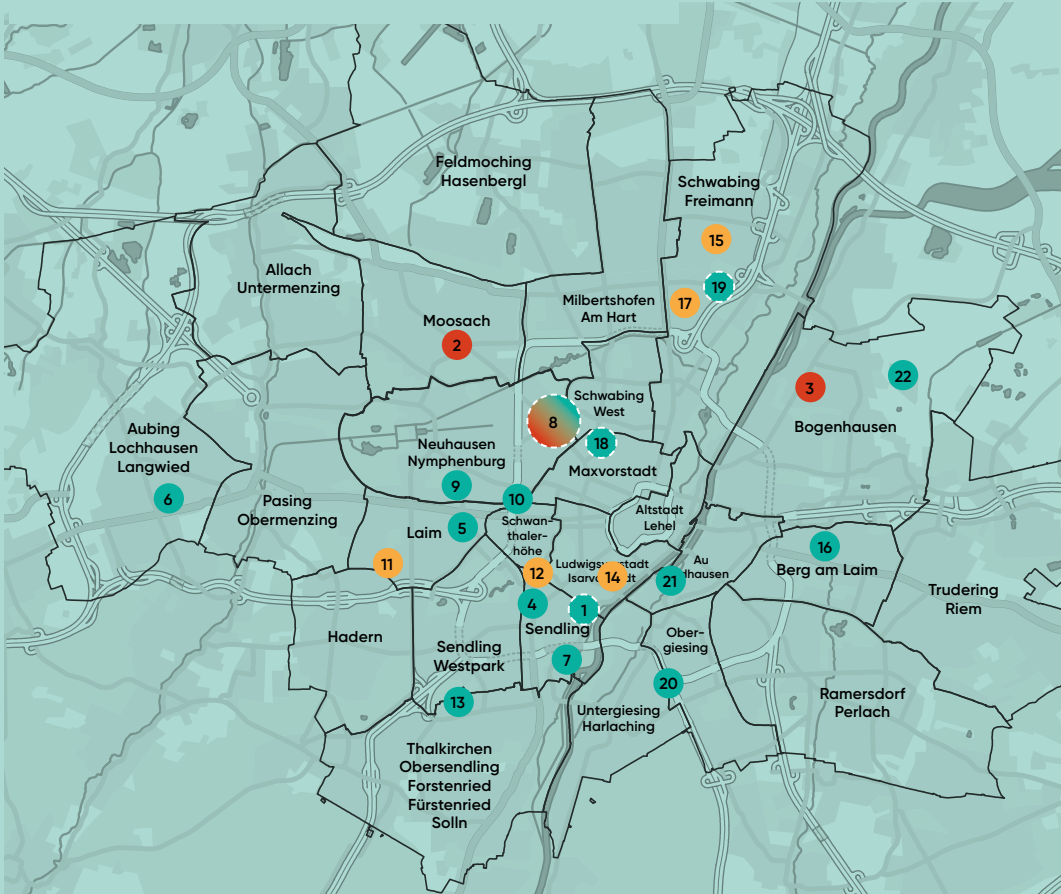 Feldmoching
Hasenbergl
Schwabing
Freimann
15
Allach
Untermenzing
19
17
Milbertshofen
Am Hart
Moosach
2
3
22
Schwabing
West
8
Bogenhausen
Aubing
Lochhausen
Langwied
Neuhausen
Nymphenburg
18
Maxvorstadt
9
6
10
Pasing
Obermenzing
Altstadt
Lehel
Laim
5
Schwan-
thaler-
höhe
16
Berg am Laim
11
12
14
Au
21
Trudering
Riem
4
1
Sendling
Hadern
Sendling
Westpark
7
Ober-
giesing
20
Ramersdorf
Perlach
13
Untergiesing
Harlaching
Thalkirchen
Obersendling
Forstenried
Fürstenried
Solln